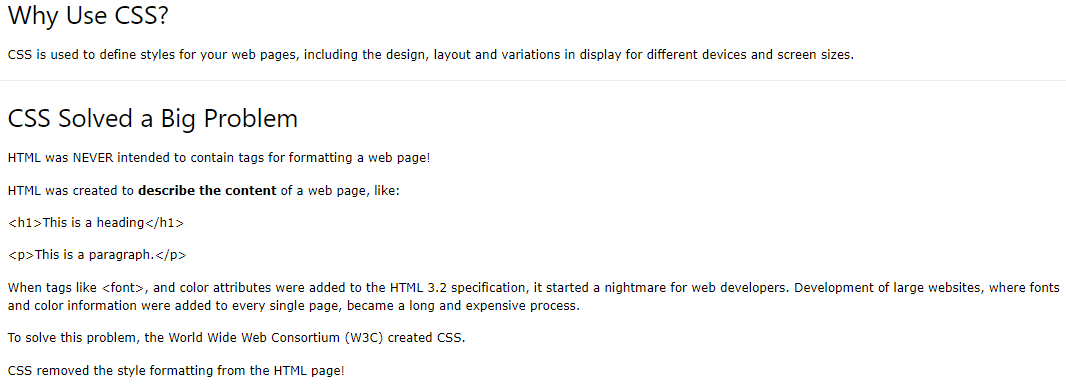 Why Use CSS?
CSS is used to define styles for your web pages, including the design, layout and variations in display for different devices and screen sizes.
CSS Solved a Big Problem
HTML was NEVER intended to contain tags for formatting a web page!
HTML was created to describe the content of a web page, like:
<h1>This is a heading</h1>
<p>This is a paragraph.</p>
When tags like <font>, and color attributes were added to the HTML 3.2 specification, it started a nightmare for web developers. Development of large websites, where fonts
and color information were added to every single page, became a long and expensive process.
To solve this problem, the World Wide Web Consortium (W3C) created CSS.
CSS removed the style formatting from the HTML page!